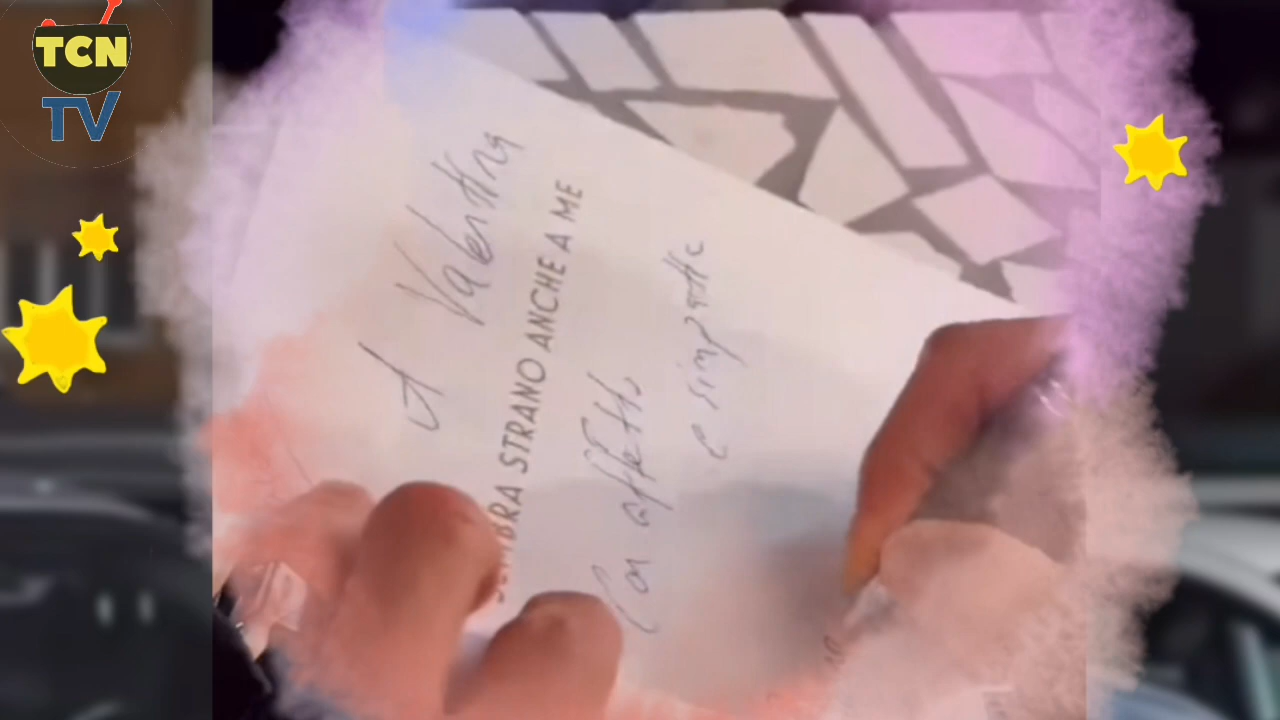 TCN
TV
A Valentina
SEMBRA STRANO ANCHE A ME
Con affetto
e simpatia